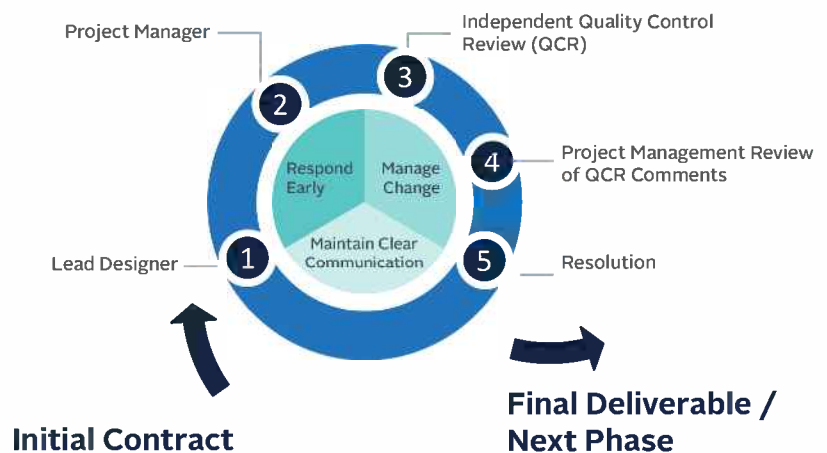 Project Manager
Independent Quality Control
Review (QCR)
2
3
4
Project Management Review
of QCR Comments
Respond
Early
Manage
Change
Maintain Clear
Communication
Lead Designer
1
5
Resolution
Initial Contract
Final Deliverable /
Next Phase